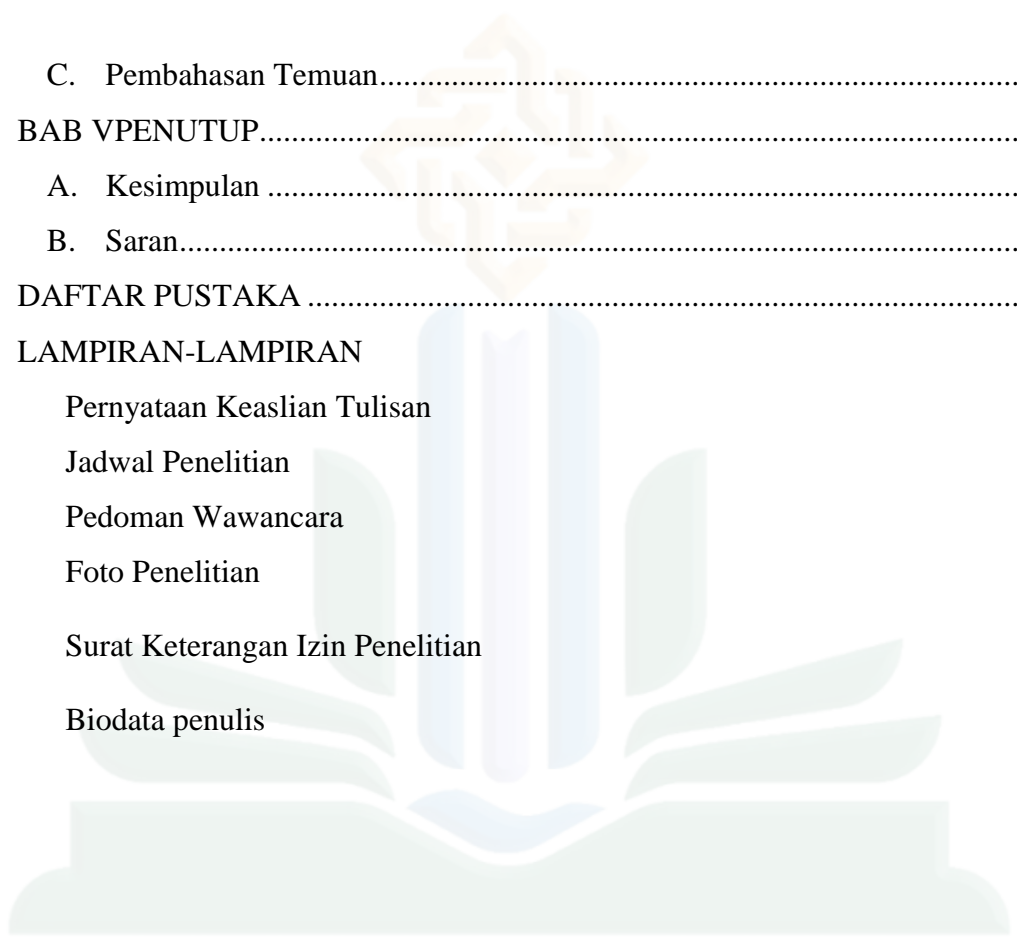 C. Pembahasan Temuan........................................................................................................
BAB VPENUTUP........................................................................................................
A. Kesimpulan ........................................................................................................
B. Saran........................................................................................................
DAFTAR PUSTAKA ........................................................................................................
LAMPIRAN-LAMPIRAN
Pernyataan Keaslian Tulisan
Jadwal Penelitian
Pedoman Wawancara
Foto Penelitian
Surat Keterangan Izin Penelitian
Biodata penulis